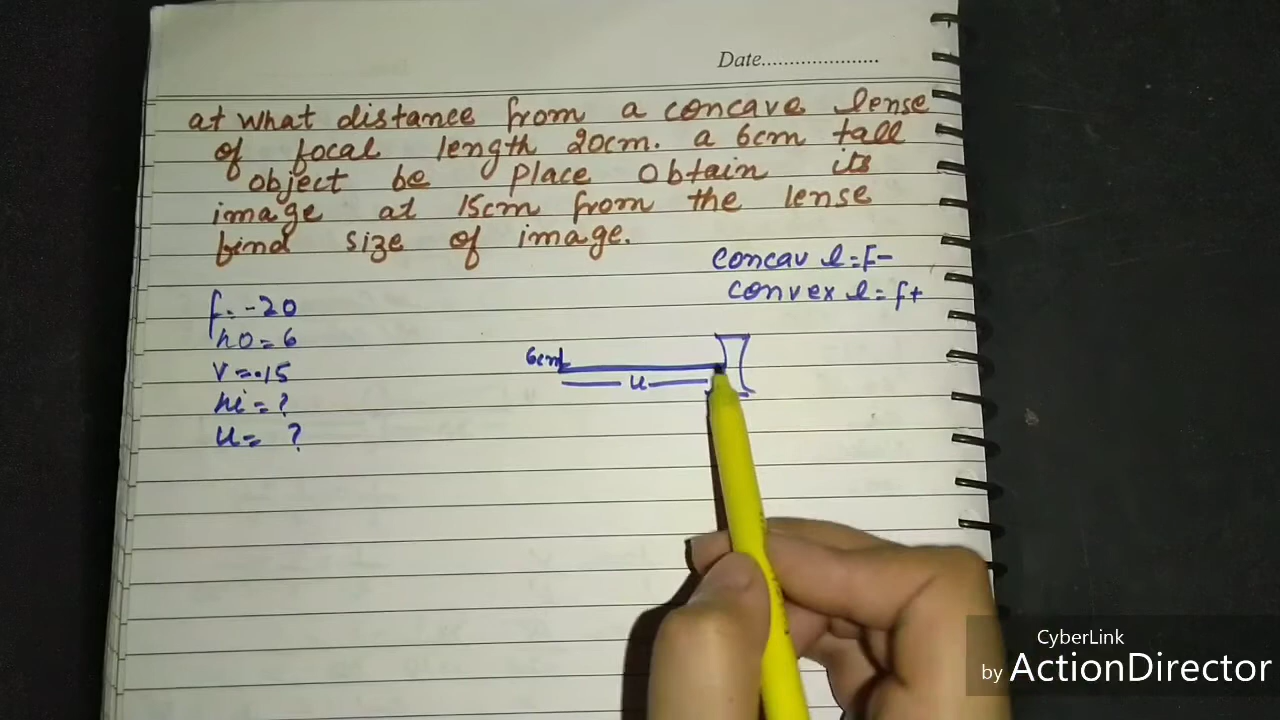 Date.....................
at what distance from a concave lense
of focal length 20cm. a 6cm tall
object be place obtain its
image at 15cm from the lense
find size of image.
concav l=F-
convex l=f+
f=-20
ho=6
v=-15
hi=?
u= ?
6cm
u
CyberLink
by ActionDirector